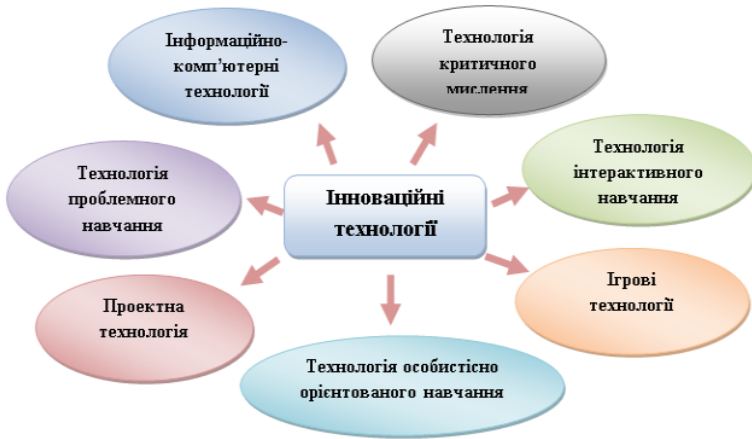 Інформаційно-
комп’ютерні
технології
Технологія
критичного
мислення
Технологія
проблемного
навчання
Інноваційні
технології
Технологія
інтерактивного
навчання
Проектна
технологія
Ігрові
технології
Технологія особистісно
орієнтованого навчання